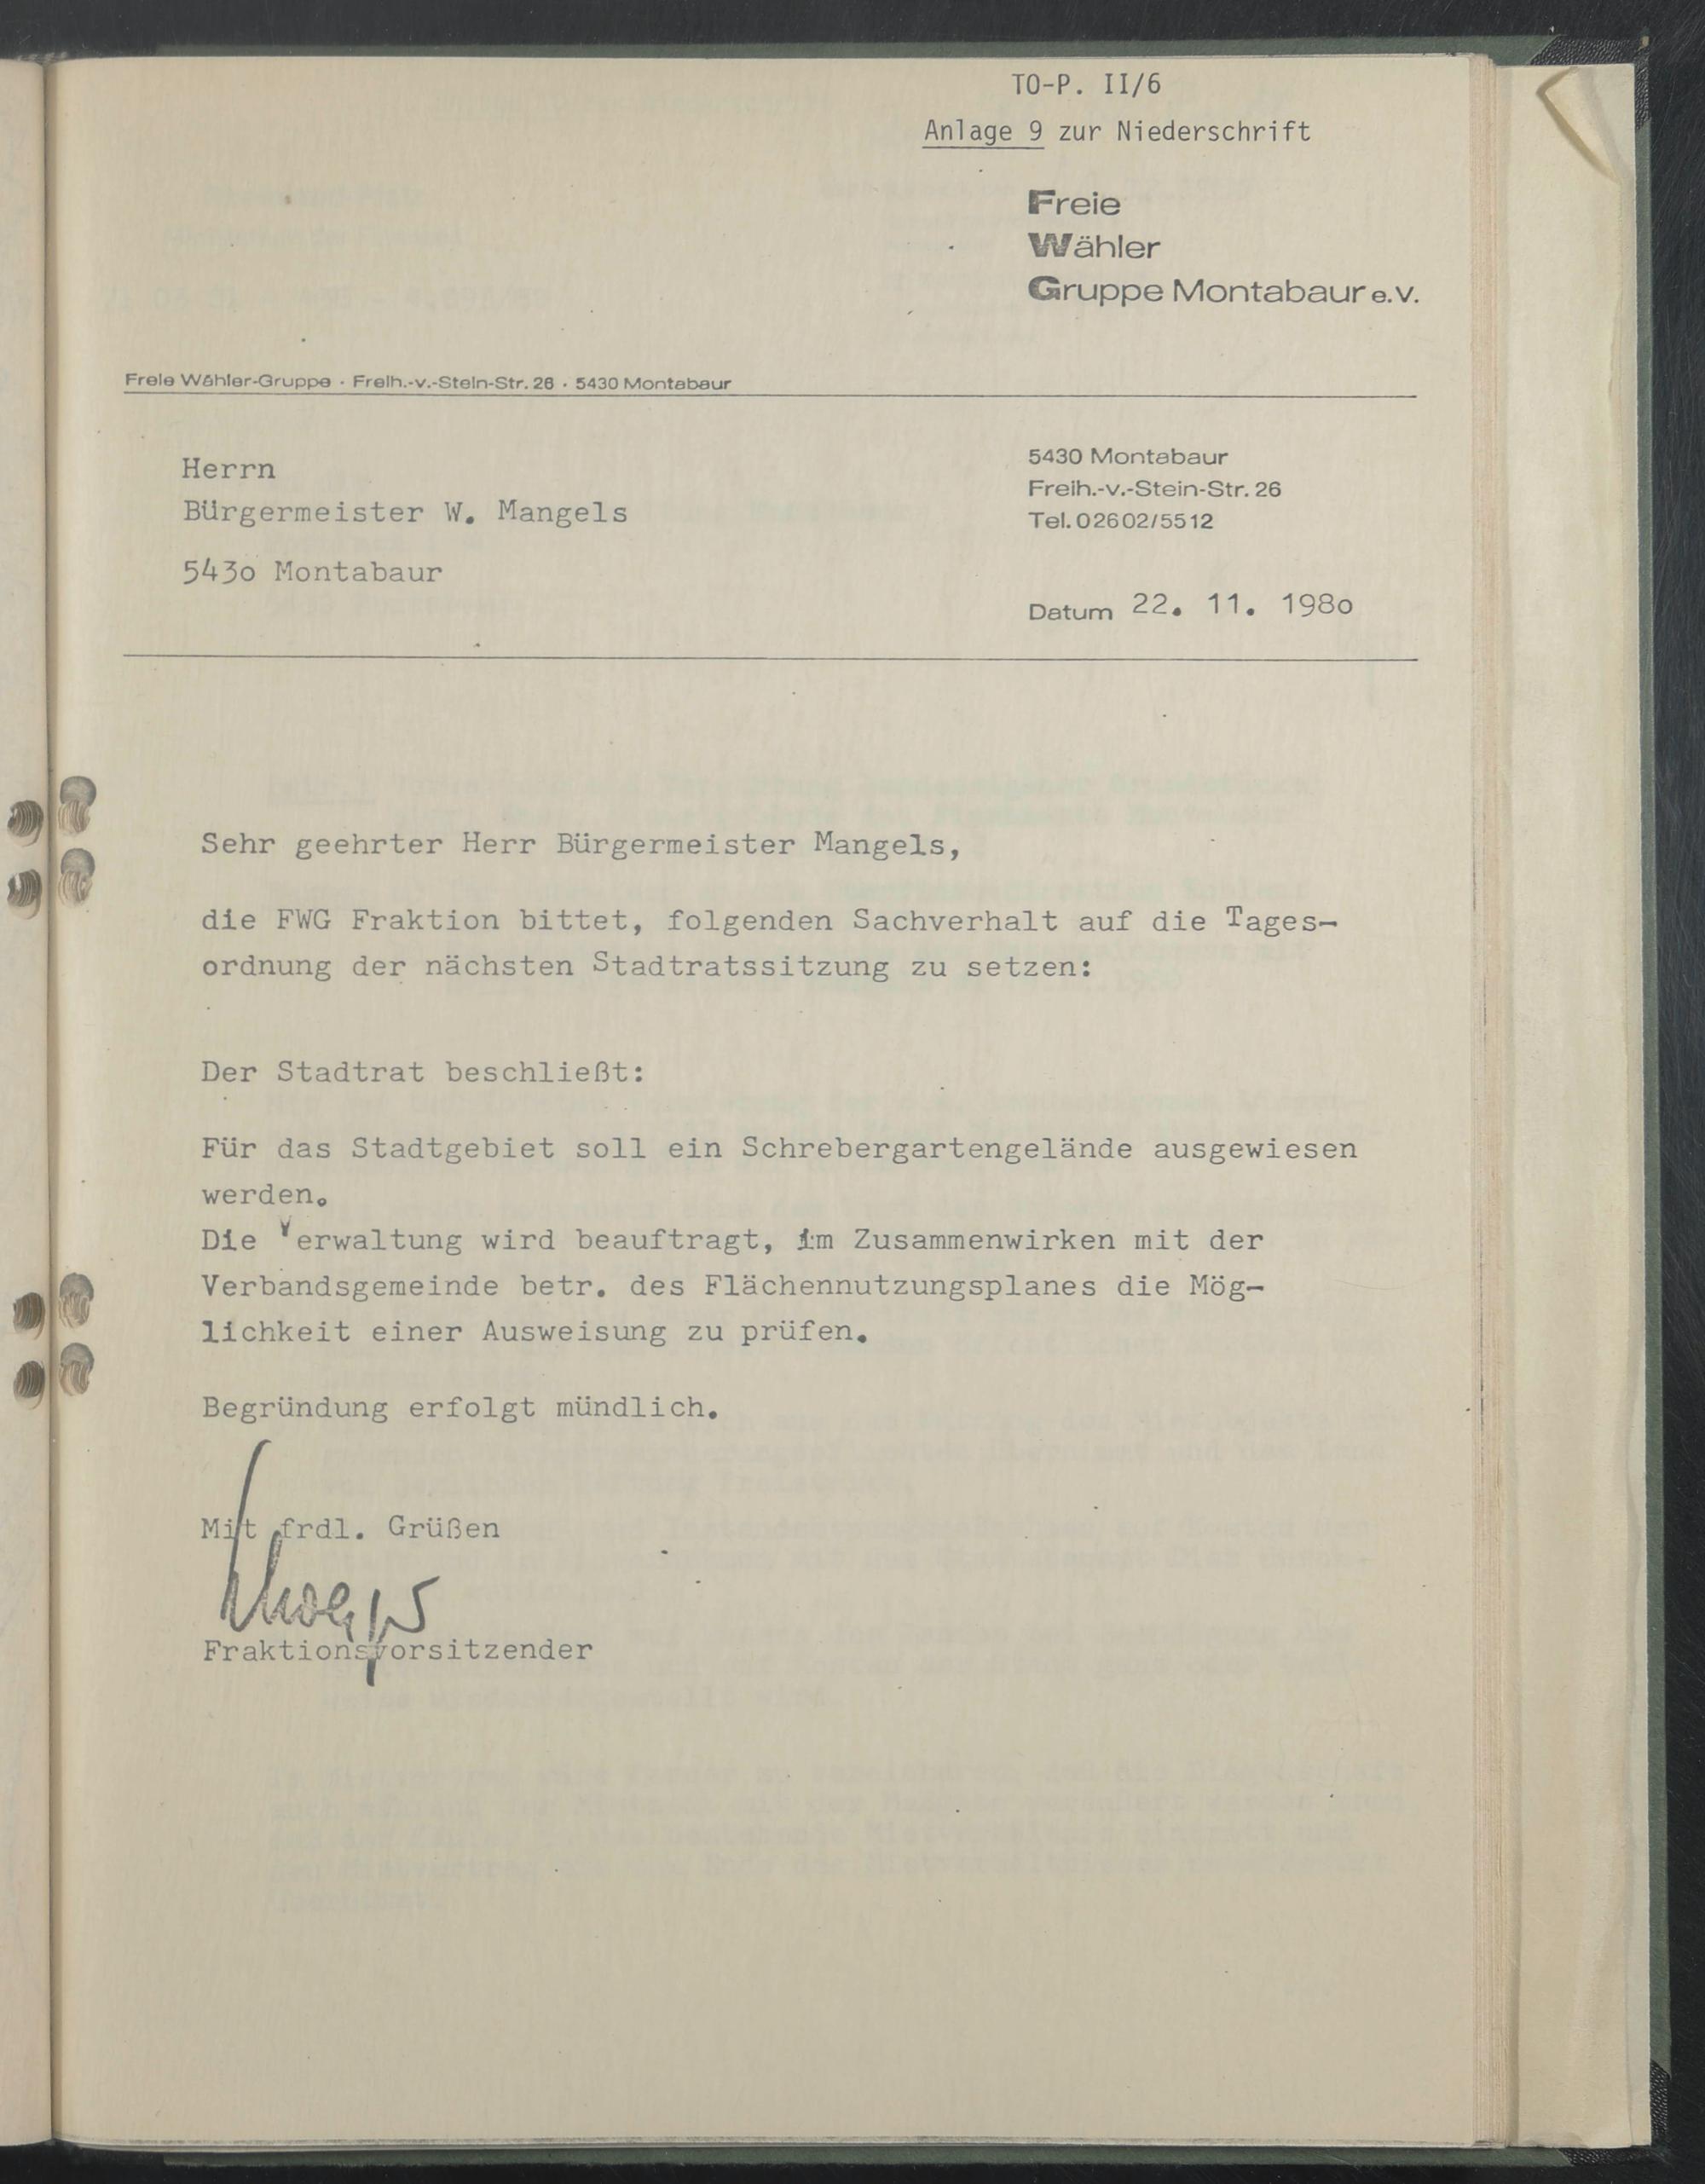 TO-P. II/6
Anlage 9 zur Niederschrift
Freie
Wähler
Gruppe Montabaur e.V.
Freie Wähler-Gruppe · Freih.-v.-Stein-Str. 26 · 5430 Montabaur
Herrn
Bürgermeister W. Mangels
543o Montabaur
5430 Montabaur
Freih.-v.-Stein-Str. 26
Tel. 02602/5512
Datum 22. 11. 198o
Sehr geehrter Herr Bürgermeister Mangels,
die FWG Fraktion bittet, folgenden Sachverhalt auf die Tages-
ordnung der nächsten Stadtratssitzung zu setzen:
Der Stadtrat beschließt:
Für das Stadtgebiet soll ein Schrebergartengelände ausgewiesen
werden.
Die Verwaltung wird beauftragt, im Zusammenwirken mit der
Verbandsgemeinde betr. des Flächennutzungsplanes die Mög-
lichkeit einer Ausweisung zu prüfen.
Begründung erfolgt mündlich.
Mit frdl. Grüßen
Fraktionsvorsitzender